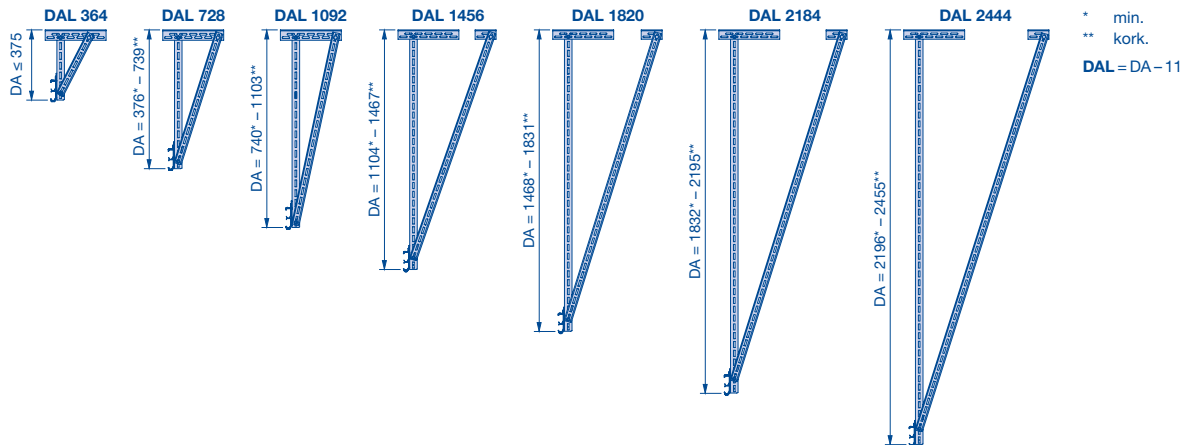 DAL 364
DAL 728
DAL 1092
DAL 1456
DAL 1820
DAL 2184
DAL 2444
* min.
** kork.
DAL = DA – 11
DA ≤ 375
DA = 376* – 739**
DA = 740* – 1103**
DA = 1104* – 1467**
DA = 1468* – 1831**
DA = 1832* – 2195**
DA = 2196* – 2455**